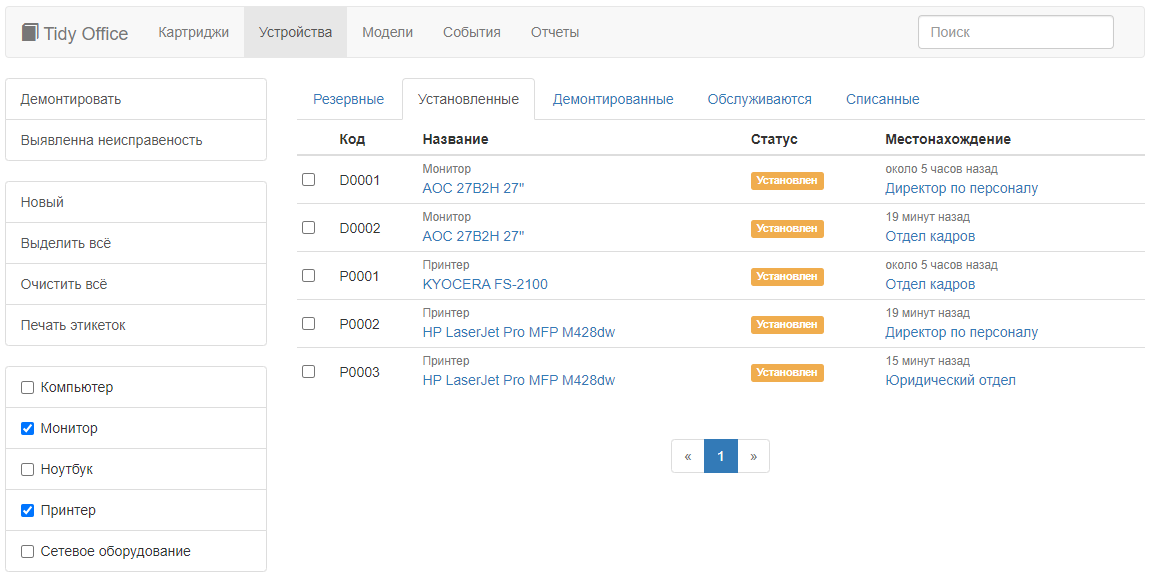 Tidy Office Картриджи Устройства Модели События Отчеты Поиск
Демонтировать
Выявленна неисправеность
Новый
Выделить всё
Очистить всё
Печать этикеток
Компьютер
Монитор
Ноутбук
Принтер
Сетевое оборудование
Резервные Установленные Демонтированные Обслуживаются Списанные
Код Название Статус Местонахождение
Монитор около 5 часов назад
D0001 AOC 27B2H 27" Установлен Директор по персоналу
Монитор 19 минут назад
D0002 AOC 27B2H 27" Установлен Отдел кадров
Принтер около 5 часов назад
P0001 KYOCERA FS-2100 Установлен Отдел кадров
Принтер 19 минут назад
P0002 HP LaserJet Pro MFP M428dw Установлен Директор по персоналу
Принтер 15 минут назад
P0003 HP LaserJet Pro MFP M428dw Установлен Юридический отдел
« 1 »